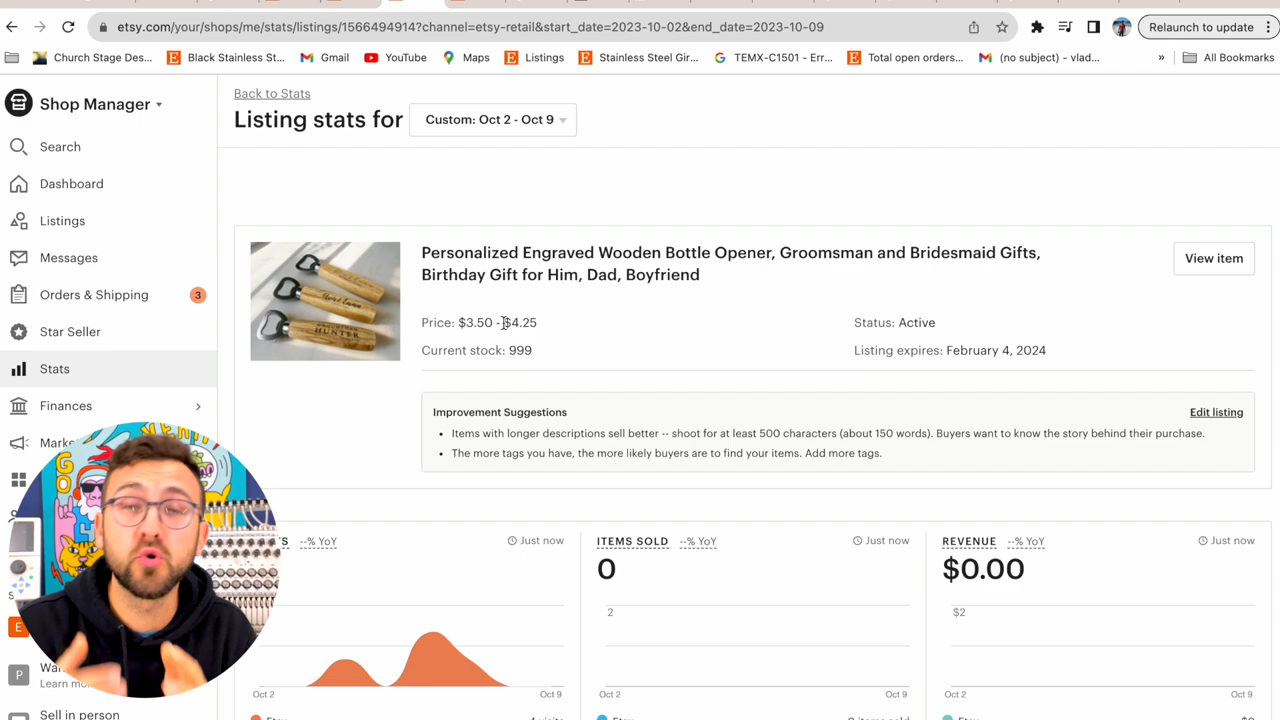 etsy.com/your/shops/me/stats/listings/1566494914?channel=etsy-retail&start_date=2023-10-02&end_date=2023-10-09
Relaunch to update
Church Stage Des...
Black Stainless St...
Gmail
YouTube
Maps
Listings
Stainless Steel Gir...
TEMX-C1501 - Err...
Total open orders...
(no subject) - vlad...
»
All Bookmarks
Shop Manager
Search
Dashboard
Listings
Messages
Orders & Shipping
3
Star Seller
Stats
Finances
Back to Stats
Listing stats for
Custom: Oct 2 - Oct 9
Personalized Engraved Wooden Bottle Opener, Groomsman and Bridesmaid Gifts,
Birthday Gift for Him, Dad, Boyfriend
View item
Price: $3.50 - $4.25
Status: Active
Current stock: 999
Listing expires: February 4, 2024
HUNTER
Improvement Suggestions
Edit listing
• Items with longer descriptions sell better -- shoot for at least 500 characters (about 150 words). Buyers want to know the story behind their purchase.
• The more tags you have, the more likely buyers are to find your items. Add more tags.
--% YoY
Just now
Oct 2
Oct 9
ITEMS SOLD
--% YoY
Just now
0
2
Oct 2
Oct 9
REVENUE
--% YoY
Just now
$0.00
$2
Oct 2
Oct 9
E
P
Sell in person